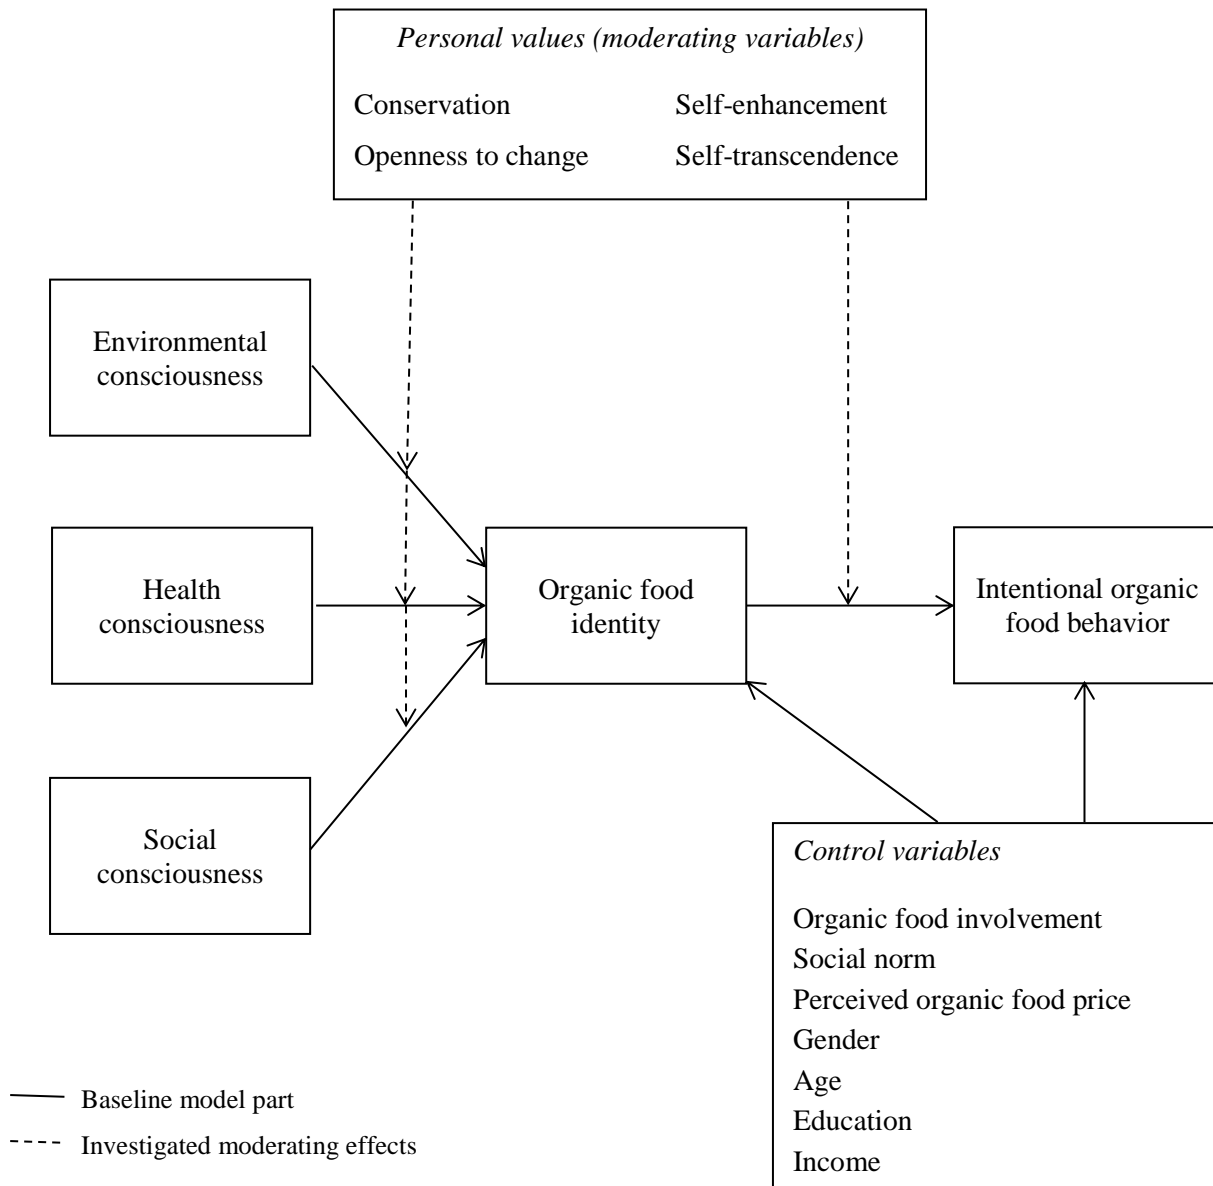 Personal values (moderating variables)
Conservation
Self-enhancement
Openness to change
Self-transcendence
Environmental
consciousness
Health
consciousness
Organic food
identity
Intentional organic
food behavior
Social
consciousness
Control variables
Organic food involvement
Social norm
Perceived organic food price
Gender
Age
Education
Income
Baseline model part
Investigated moderating effects